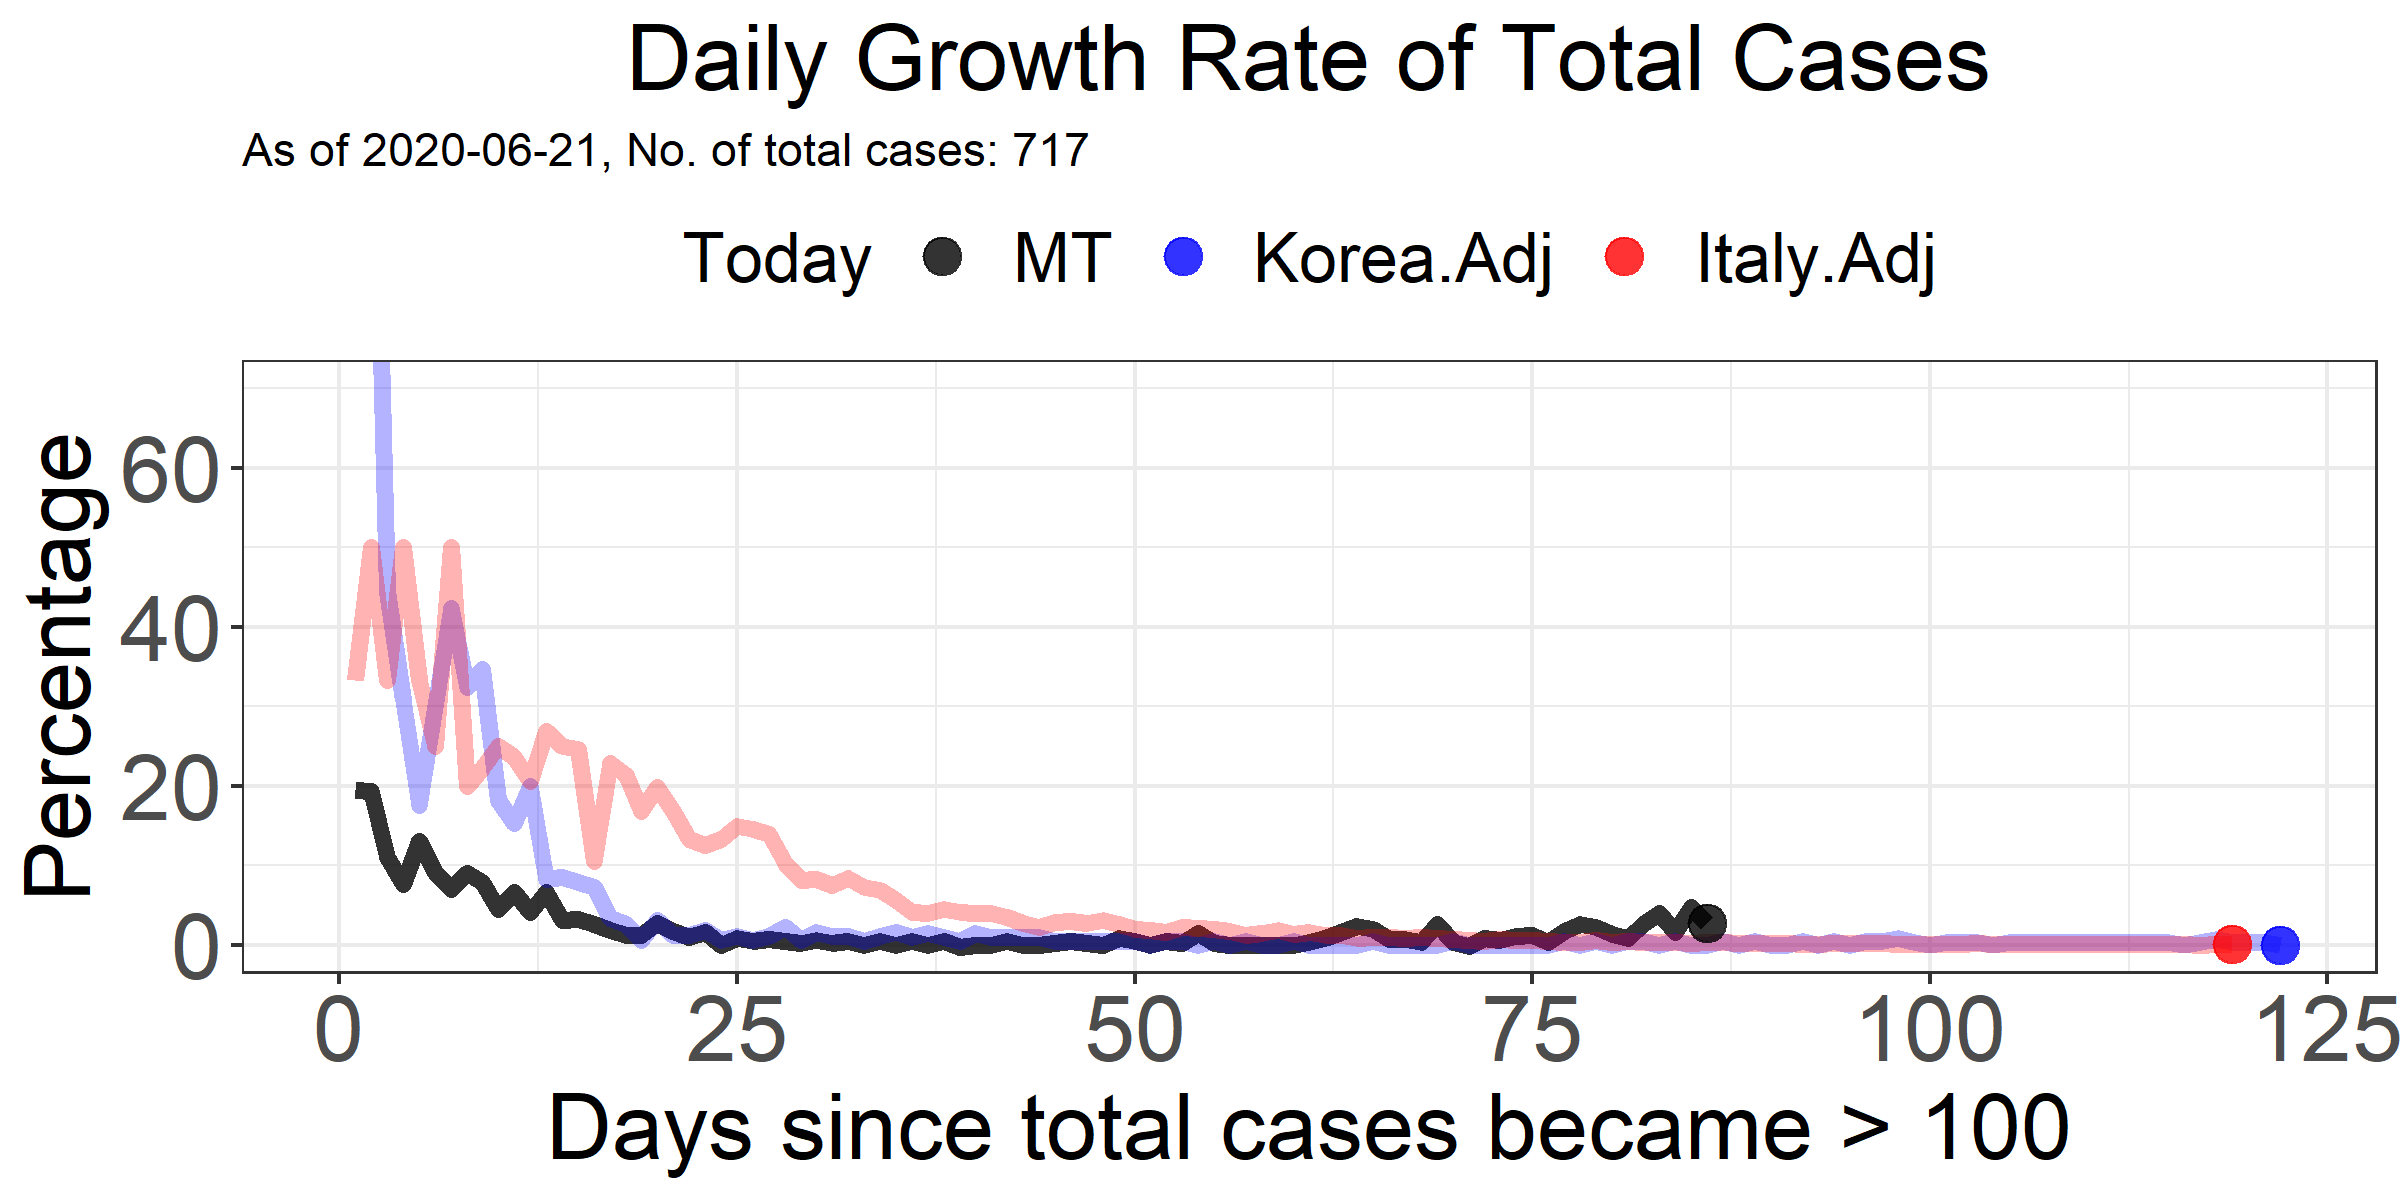 Daily Growth Rate of Total Cases
As of 2020-06-21, No. of total cases: 717
Today MT Korea.Adj Italy.Adj
Percentage
60
40
20
0
0 25 50 75 100 125
Days since total cases became > 100